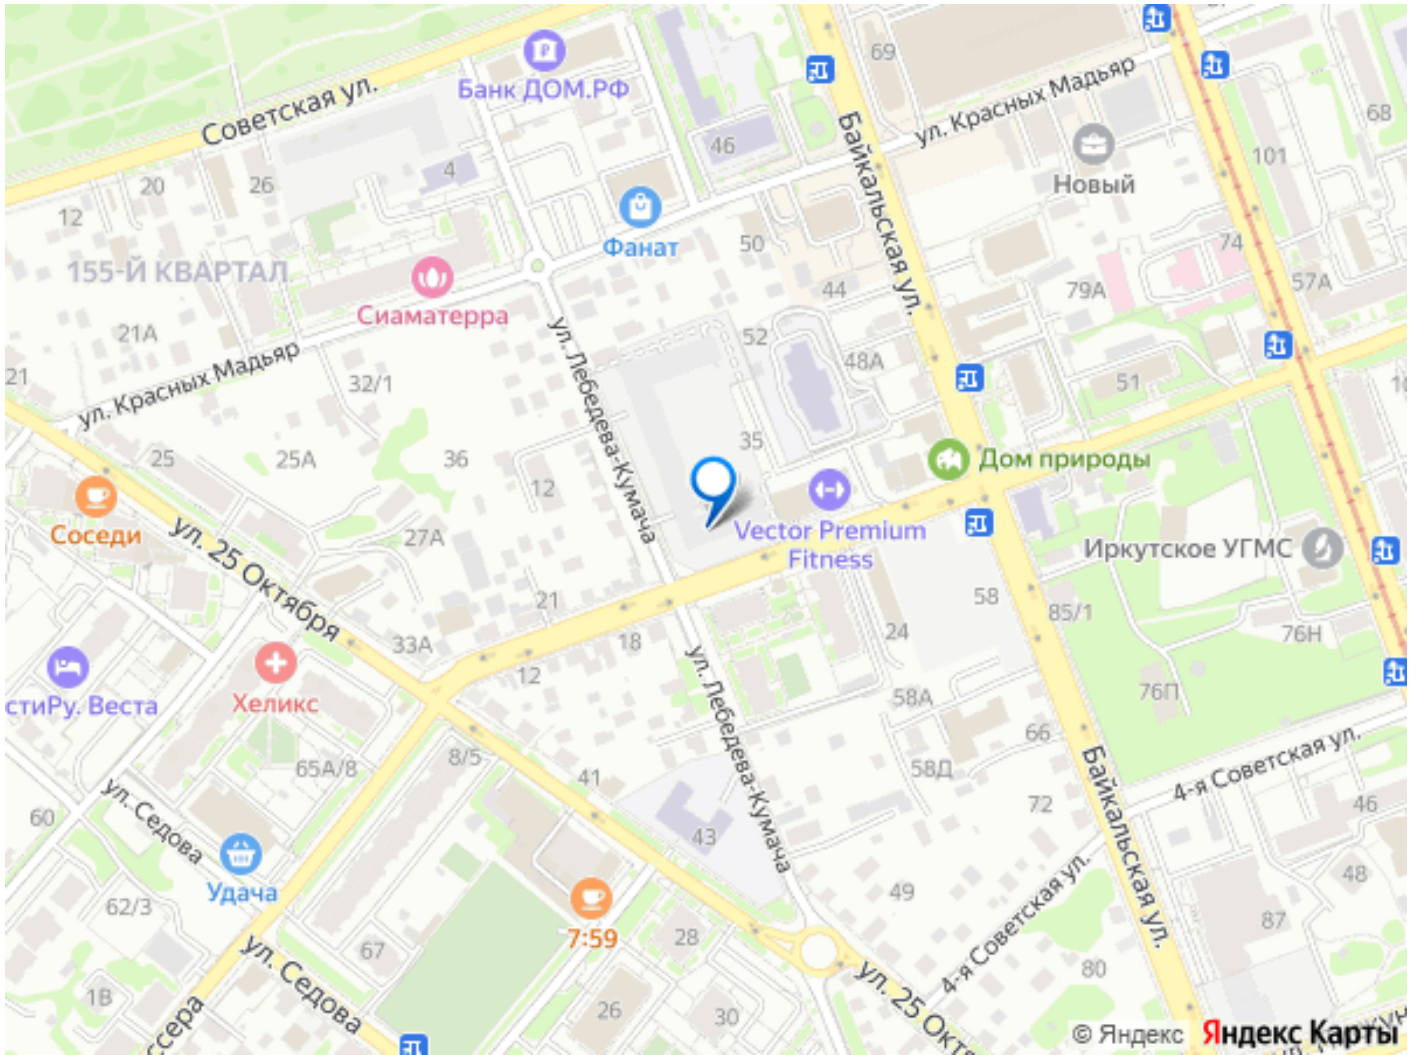 69
Банк ДОМ.РФ
Советская ул.
ул. Красных Мадьяр
68
Байкальская ул.
46
101
4
Новый
20
26
12
Фанат
50
74
155-Й КВАРТАЛ
57А
79А
44
Сиаматерра
21А
52
48А
ул. Лебедева-Кумача
21
ул. Красных Мадьяр
32/1
51
35
25
25А
36
Дом природы
12
Соседи
ул. 25 Октября
27А
Vector Premium
Fitness
Иркутское УГМС
21
58
85/1
33А
18
24
76Н
12
ул. Лебедева-Кумача
76П
стиРу. Веста
Хеликс
58А
66
8/5
65А/8
41
58Д
Байкальская ул.
4-я Советская ул.
72
46
60
ул. Седова
43
48
Удача
49
4-я Советская ул.
62/3
87
7:59
28
67
ул. Седова
80
ул. 25 Окт
1В
26
30
ссера
© Яндекс
Яндекс Карты